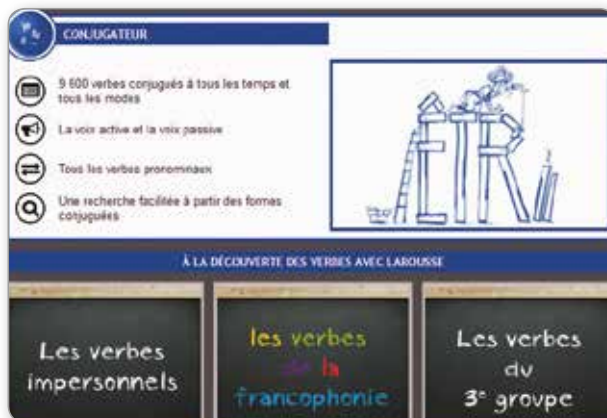 CONJUGATEUR
9 600 verbes conjugués à tous les temps et
tous les modes
La voix active et la voix passive
Tous les verbes pronominaux
Une recherche facilitée à partir des formes
conjuguées
ÊTR
À LA DÉCOUVERTE DES VERBES AVEC LAROUSSE
Les verbes
impersonnels
les verbes
de la
francophonie
Les verbes
du
3e groupe